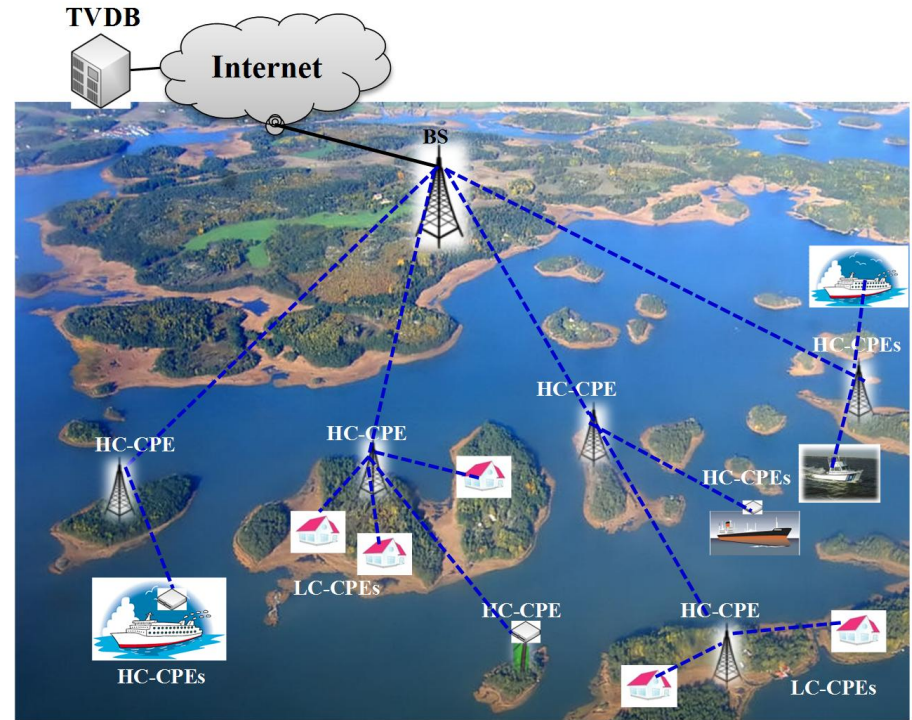 TVDB
Internet
BS
HC-CPEs
HC-CPE
HC-CPE
HC-CPE
HC-CPEs
LC-CPEs
HC-CPE
HC-CPE
HC-CPEs
LC-CPEs